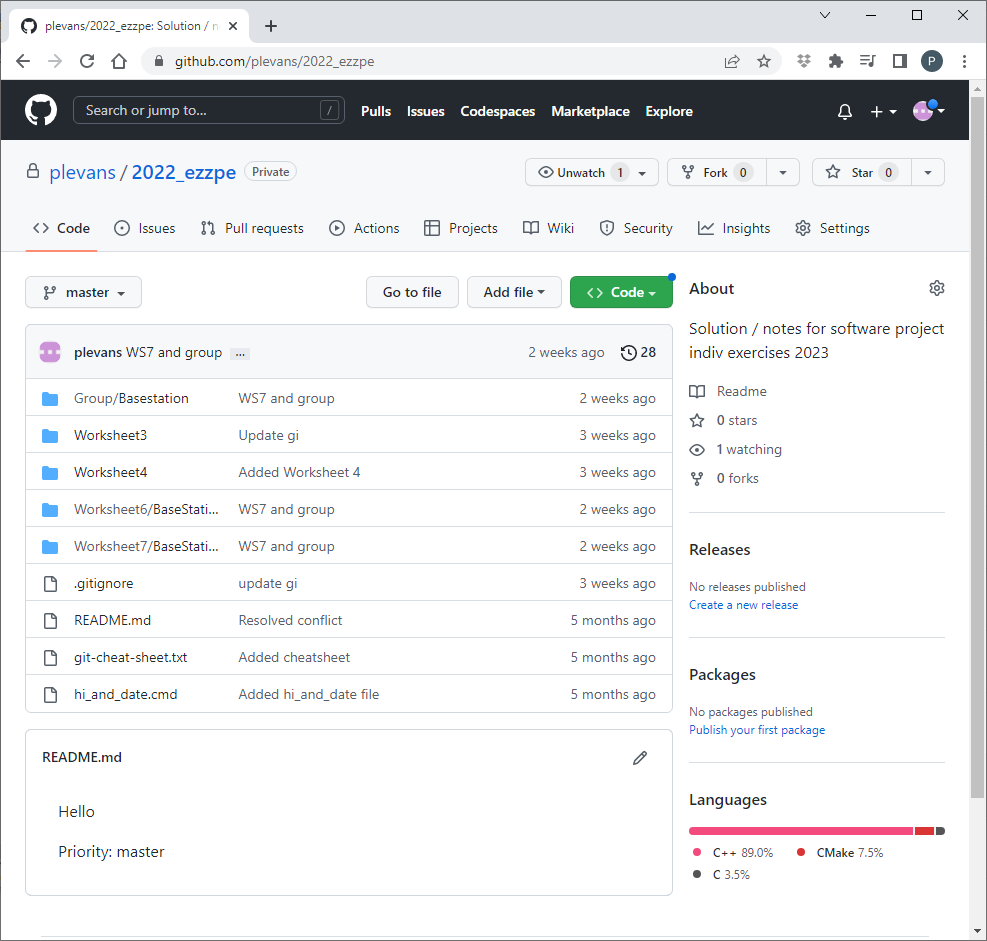 plevans/2022_ezzpe: Solution / n
github.com/plevans/2022_ezzpe
P
Search or jump to...
/
Pulls Issues Codespaces Marketplace Explore
plevans / 2022_ezzpe Private
Unwatch 1 Fork 0 Star 0
Code Issues Pull requests Actions Projects Wiki Security Insights Settings
master Go to file Add file Code
plevans WS7 and group ... 2 weeks ago 28
Group/Basestation WS7 and group 2 weeks ago
Worksheet3 Update gi 3 weeks ago
Worksheet4 Added Worksheet 4 3 weeks ago
Worksheet6/BaseStati... WS7 and group 2 weeks ago
Worksheet7/BaseStati... WS7 and group 2 weeks ago
.gitignore update gi 3 weeks ago
README.md Resolved conflict 5 months ago
git-cheat-sheet.txt Added cheatsheet 5 months ago
hi_and_date.cmd Added hi_and_date file 5 months ago
README.md
Hello
Priority: master
About
Solution / notes for software project
indiv exercises 2023
Readme
0 stars
1 watching
0 forks
Releases
No releases published
Create a new release
Packages
No packages published
Publish your first package
Languages
C++ 89.0% CMake 7.5%
C 3.5%